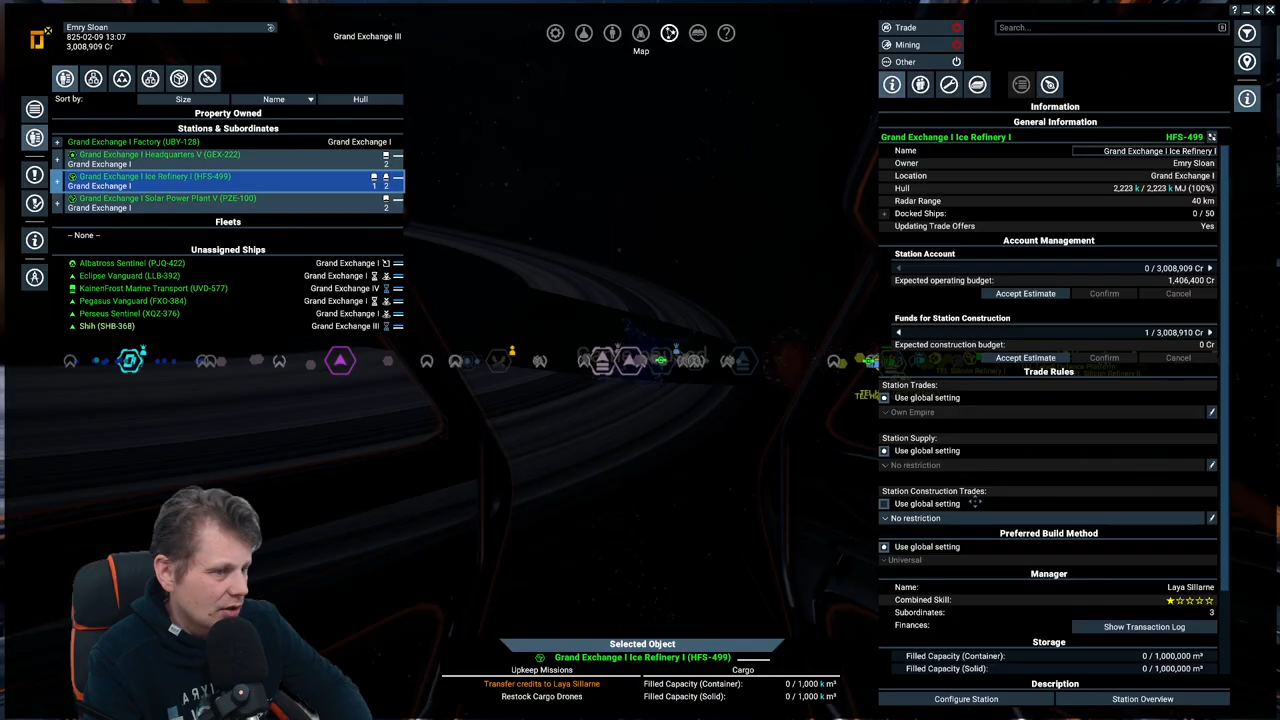 Emry Sloan
825-02-09 13:07
3,008,909 Cr
Grand Exchange III
Map
Sort by:
Size
Name
Hull
Property Owned
Stations & Subordinates
Grand Exchange I Factory (UBY-128)
Grand Exchange I
Grand Exchange I Headquarters V (GEX-222)
Grand Exchange I
2
Grand Exchange I Ice Refinery I (HFS-499)
Grand Exchange I
1 2
Grand Exchange I Solar Power Plant V (PZE-100)
Grand Exchange I
2
Fleets
-- None --
Unassigned Ships
Albatross Sentinel (PJQ-422)
Grand Exchange I
Eclipse Vanguard (LLB-392)
Grand Exchange I
KainenFrost Marine Transport (UVD-577)
Grand Exchange IV
Pegasus Vanguard (FXO-384)
Grand Exchange I
Perseus Sentinel (XQZ-376)
Grand Exchange I
Shih (SHB-368)
Grand Exchange III
Selected Object
Grand Exchange I Ice Refinery I (HFS-499)
Upkeep Missions
Cargo
Transfer credits to Laya Sillarne
Filled Capacity (Container):
0 / 1,000 k m³
Restock Cargo Drones
Filled Capacity (Solid):
0 / 1,000 k m³
Trade
Mining
Other
Search...
Information
General Information
Grand Exchange I Ice Refinery I
HFS-499
Name
Grand Exchange I Ice Refinery I
Owner
Emry Sloan
Location
Grand Exchange I
Hull
2,223 k / 2,223 k MJ (100%)
Radar Range
40 km
Docked Ships:
0 / 50
Updating Trade Offers
Yes
Account Management
Station Account
0 / 3,008,909 Cr
Expected operating budget:
1,406,400 Cr
Accept Estimate
Confirm
Cancel
Funds for Station Construction
1 / 3,008,910 Cr
Expected construction budget:
0 Cr
Accept Estimate
Confirm
Cancel
Trade Rules
Station Trades:
Use global setting
Own Empire
Station Supply:
Use global setting
No restriction
Station Construction Trades:
Use global setting
No restriction
Preferred Build Method
Use global setting
Universal
Manager
Name:
Laya Sillarne
Combined Skill:
Subordinates:
3
Finances:
Show Transaction Log
Storage
Filled Capacity (Container):
0 / 1,000,000 m³
Filled Capacity (Solid):
0 / 1,000,000 m³
Description
Configure Station
Station Overview